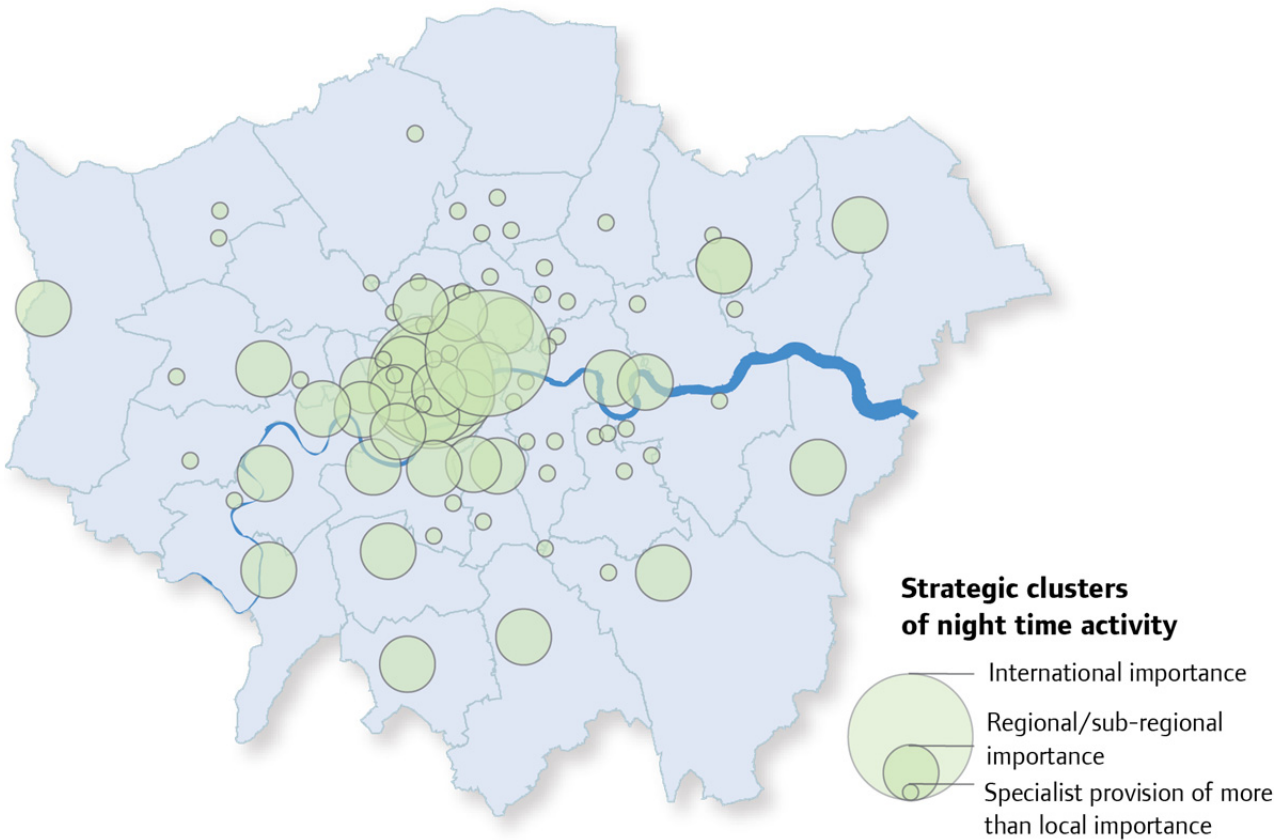 Strategic clusters
of night time activity
International importance
Regional/sub-regional
importance
Specialist provision of more
than local importance